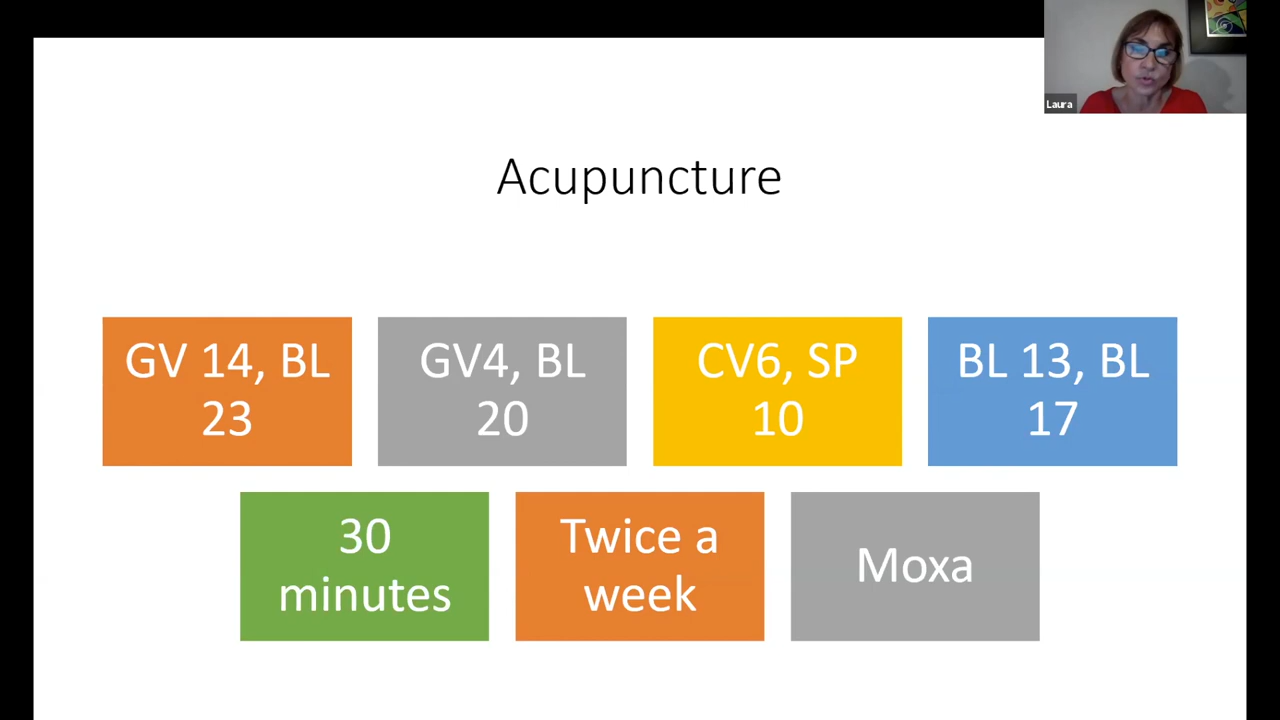 Laura
Acupuncture
GV 14, BL
23
GV4, BL
20
CV6, SP
10
BL 13, BL
17
30
minutes
Twice a
week
Moxa